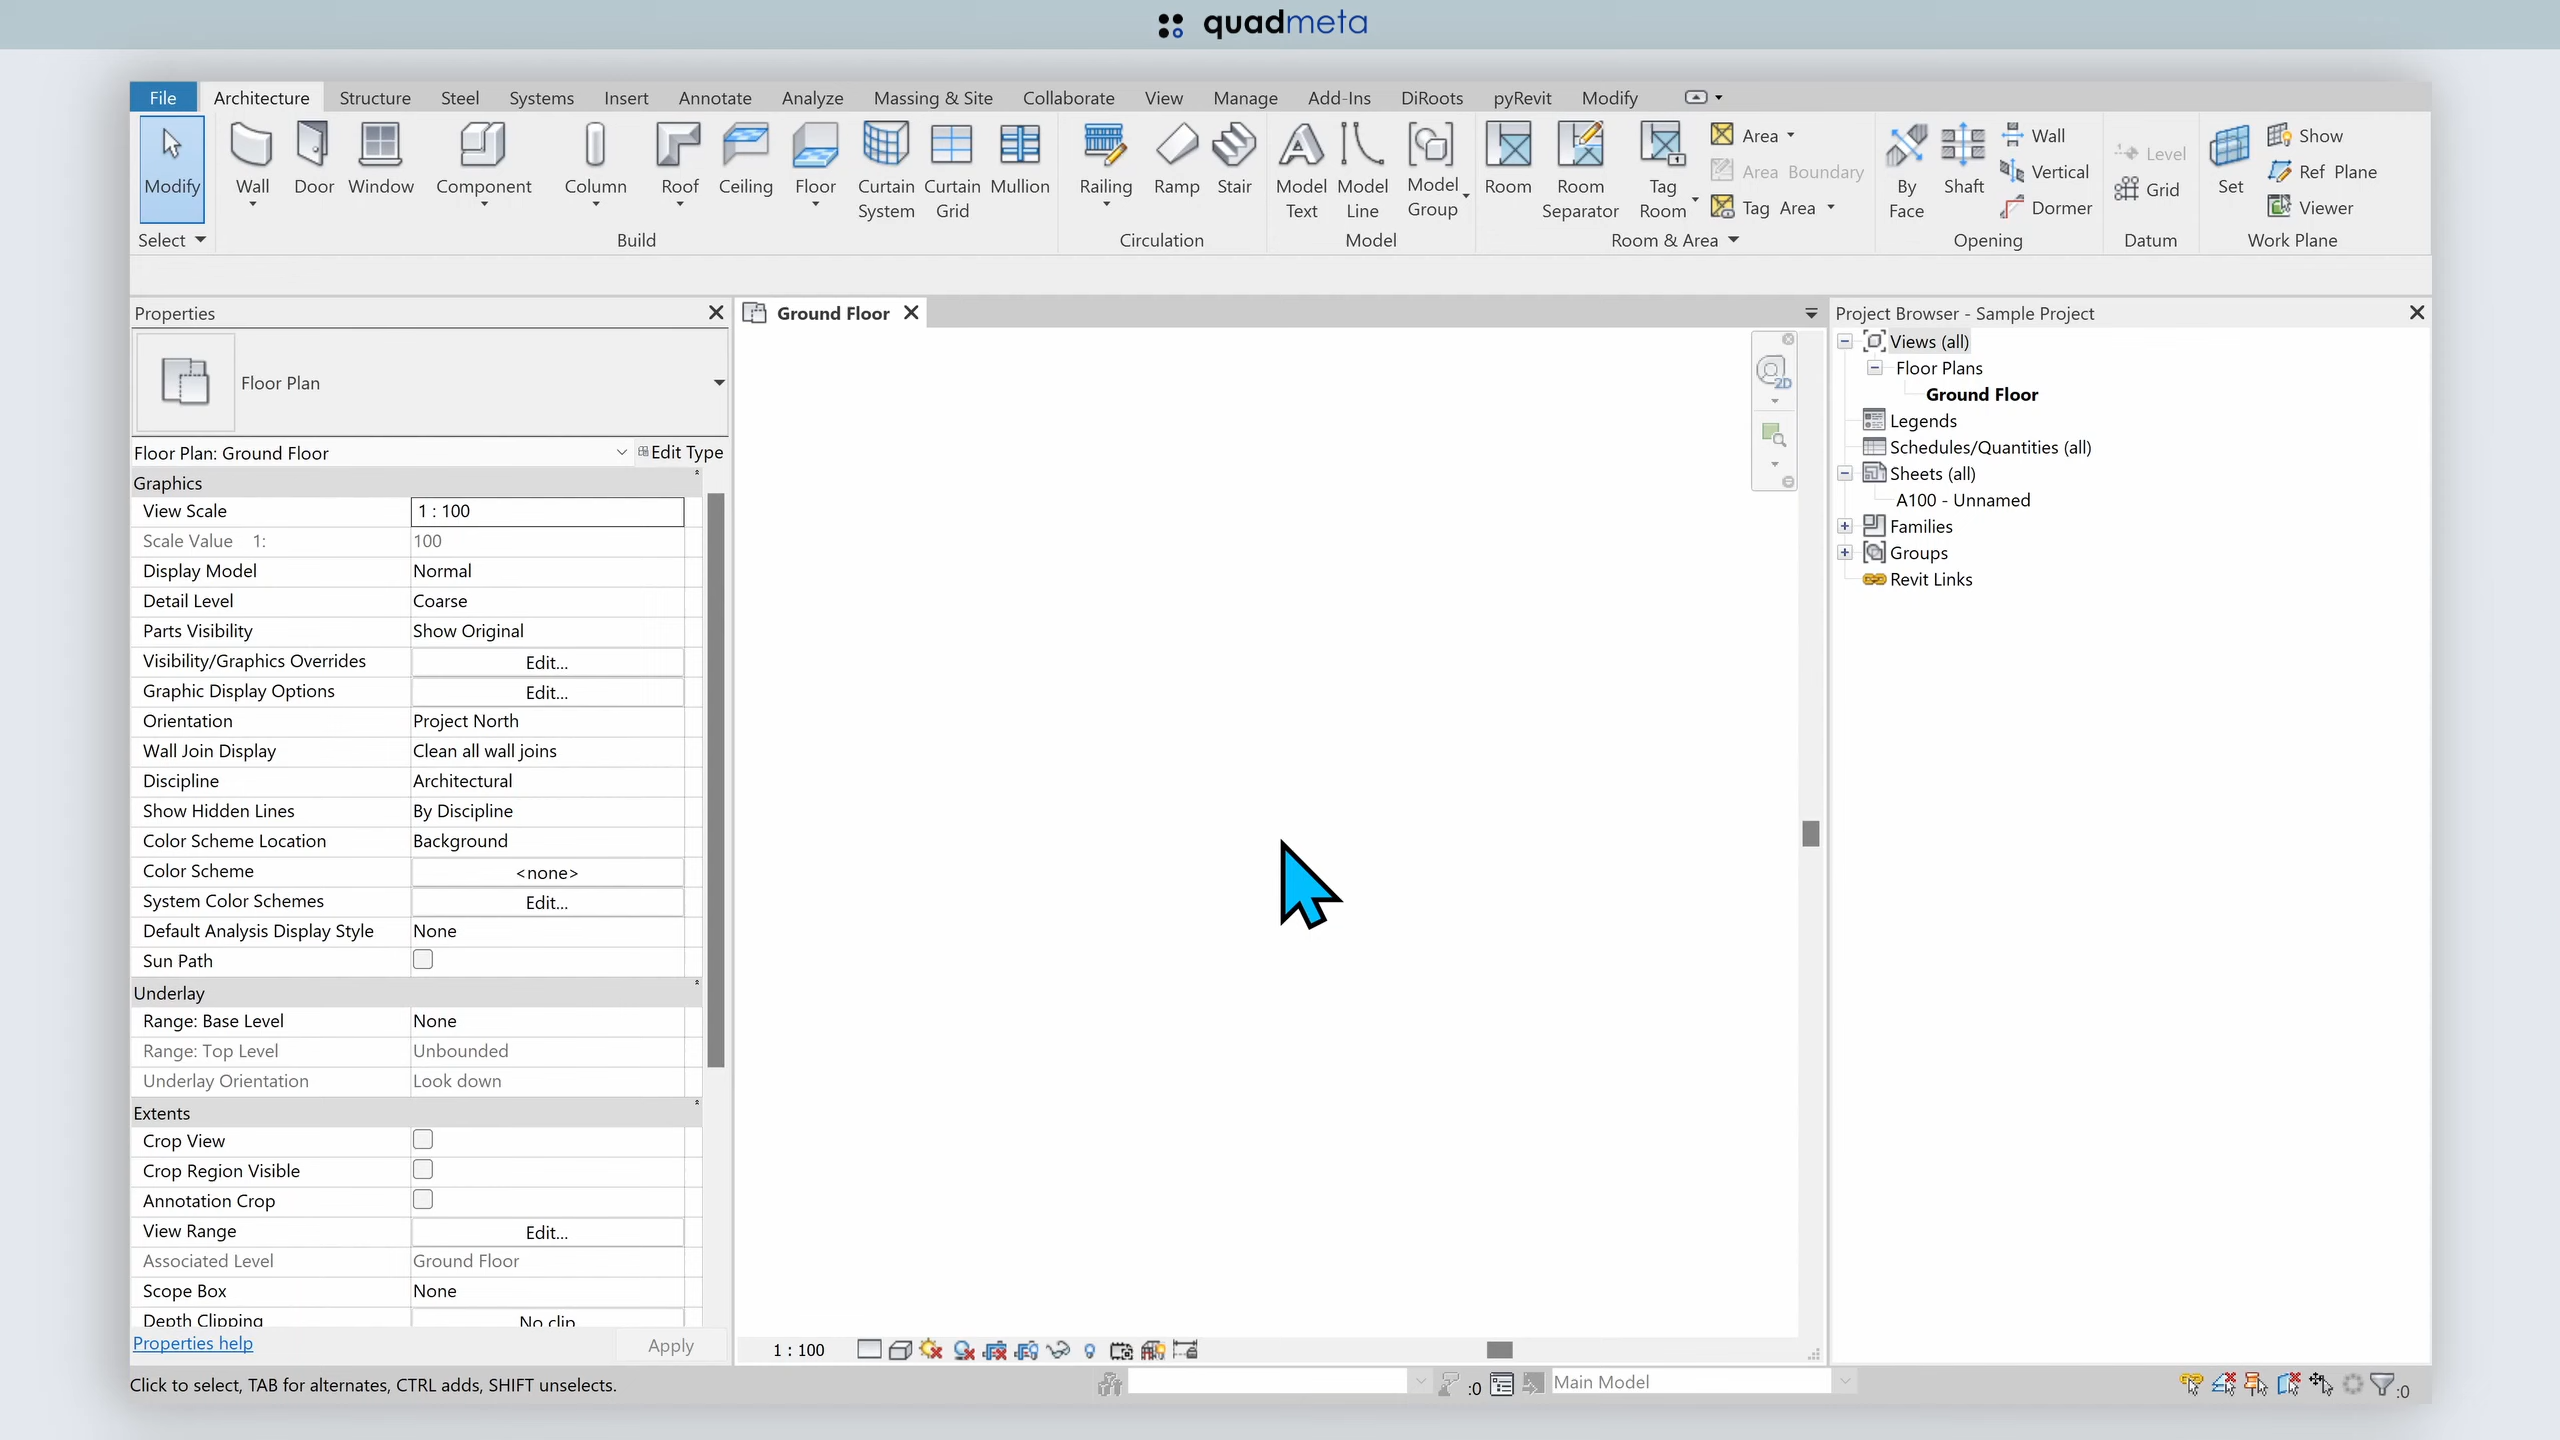 quadmeta
File Architecture Structure Steel Systems Insert Annotate Analyze Massing & Site Collaborate View Manage Add-Ins DiRoots pyRevit Modify
Modify Wall Door Window Component Column Roof Ceiling Floor Curtain System Curtain Grid Mullion Railing Ramp Stair Model Text Model Line Model Group Room Room Separator Tag Room By Face Shaft Set
Area Wall Show
Area Boundary Vertical Level Ref Plane
Tag Area Dormer Grid Viewer
Select Build Circulation Model Room & Area Opening Datum Work Plane
Properties
Floor Plan
Floor Plan: Ground Floor Edit Type
Graphics
View Scale 1 : 100
Scale Value 1: 100
Display Model Normal
Detail Level Coarse
Parts Visibility Show Original
Visibility/Graphics Overrides Edit...
Graphic Display Options Edit...
Orientation Project North
Wall Join Display Clean all wall joins
Discipline Architectural
Show Hidden Lines By Discipline
Color Scheme Location Background
Color Scheme <none>
System Color Schemes Edit...
Default Analysis Display Style None
Sun Path
Underlay
Range: Base Level None
Range: Top Level Unbounded
Underlay Orientation Look down
Extents
Crop View
Crop Region Visible
Annotation Crop
View Range Edit...
Associated Level Ground Floor
Scope Box None
Depth Clipping No clip
Properties help Apply
Ground Floor
2D
1 : 100
Project Browser - Sample Project
Views (all)
Floor Plans
Ground Floor
Legends
Schedules/Quantities (all)
Sheets (all)
A100 - Unnamed
Families
Groups
Revit Links
Click to select, TAB for alternates, CTRL adds, SHIFT unselects. :0 Main Model :0